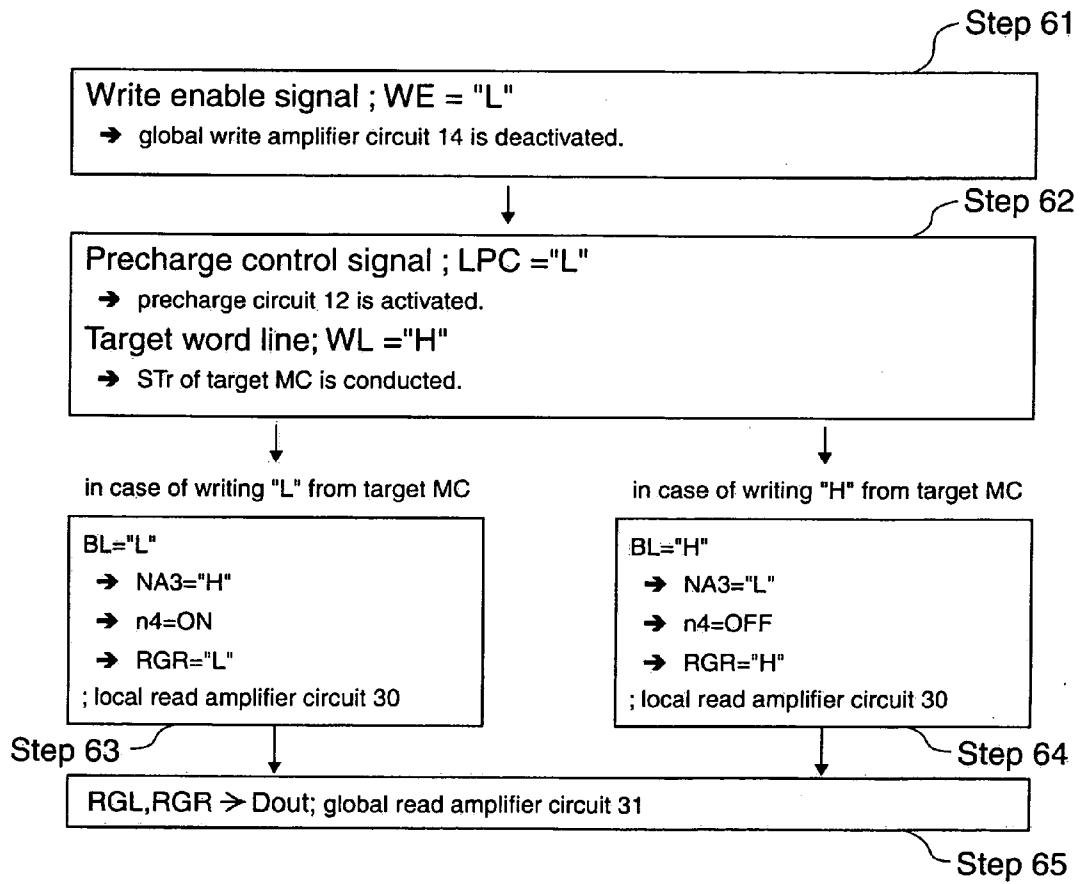 Step 61
Write enable signal ; WE = "L"
➔ global write amplifier circuit 14 is deactivated.
Step 62
Precharge control signal ; LPC ="L"
➔ precharge circuit 12 is activated.
Target word line; WL ="H"
➔ STr of target MC is conducted.
in case of writing "L" from target MC
BL="L"
➔ NA3="H"
➔ n4=ON
➔ RGR="L"
; local read amplifier circuit 30
Step 63
in case of writing "H" from target MC
BL="H"
➔ NA3="L"
➔ n4=OFF
➔ RGR="H"
; local read amplifier circuit 30
Step 64
RGL,RGR ➔ Dout; global read amplifier circuit 31
Step 65